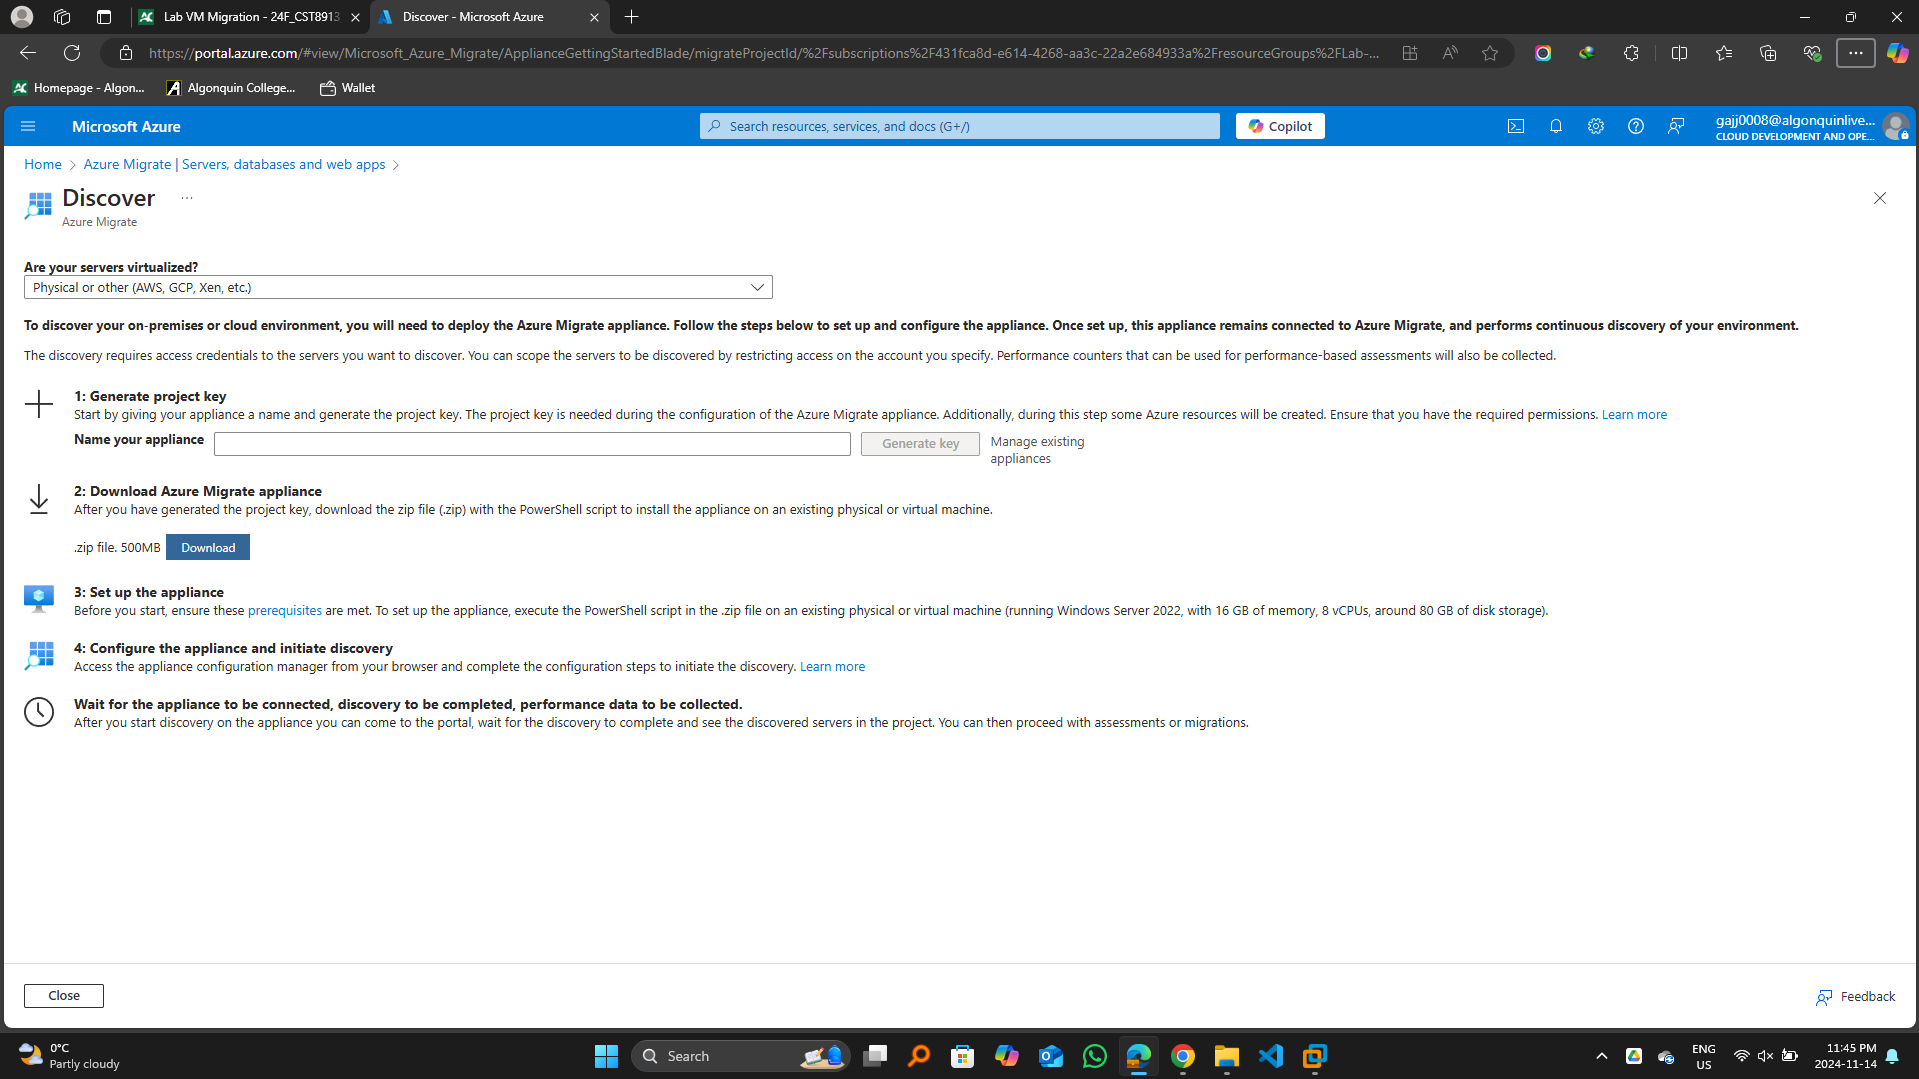 Lab VM Migration - 24F_CST8913
Discover - Microsoft Azure
https://portal.azure.com/#view/Microsoft_Azure_Migrate/ApplianceGettingStartedBlade/migrateProjectId/%2Fsubscriptions%2F431fca8d-e614-4268-aa3c-22a2e684933a%2FresourceGroups%2FLab-...
Homepage - Algon...
Algonquin College...
Wallet
Microsoft Azure
Search resources, services, and docs (G+/)
Copilot
gajj0008@algonquinlive...
CLOUD DEVELOPMENT AND OPE...
Home > Azure Migrate | Servers, databases and web apps >
Discover ...
Azure Migrate
Are your servers virtualized?
Physical or other (AWS, GCP, Xen, etc.)
To discover your on-premises or cloud environment, you will need to deploy the Azure Migrate appliance. Follow the steps below to set up and configure the appliance. Once set up, this appliance remains connected to Azure Migrate, and performs continuous discovery of your environment.
The discovery requires access credentials to the servers you want to discover. You can scope the servers to be discovered by restricting access on the account you specify. Performance counters that can be used for performance-based assessments will also be collected.
1: Generate project key
Start by giving your appliance a name and generate the project key. The project key is needed during the configuration of the Azure Migrate appliance. Additionally, during this step some Azure resources will be created. Ensure that you have the required permissions. Learn more
Name your appliance
Generate key
Manage existing
appliances
2: Download Azure Migrate appliance
After you have generated the project key, download the zip file (.zip) with the PowerShell script to install the appliance on an existing physical or virtual machine.
.zip file. 500MB
Download
3: Set up the appliance
Before you start, ensure these prerequisites are met. To set up the appliance, execute the PowerShell script in the .zip file on an existing physical or virtual machine (running Windows Server 2022, with 16 GB of memory, 8 vCPUs, around 80 GB of disk storage).
4: Configure the appliance and initiate discovery
Access the appliance configuration manager from your browser and complete the configuration steps to initiate the discovery. Learn more
Wait for the appliance to be connected, discovery to be completed, performance data to be collected.
After you start discovery on the appliance you can come to the portal, wait for the discovery to complete and see the discovered servers in the project. You can then proceed with assessments or migrations.
Close
Feedback
0°C
Partly cloudy
Search
ENG
US
11:45 PM
2024-11-14